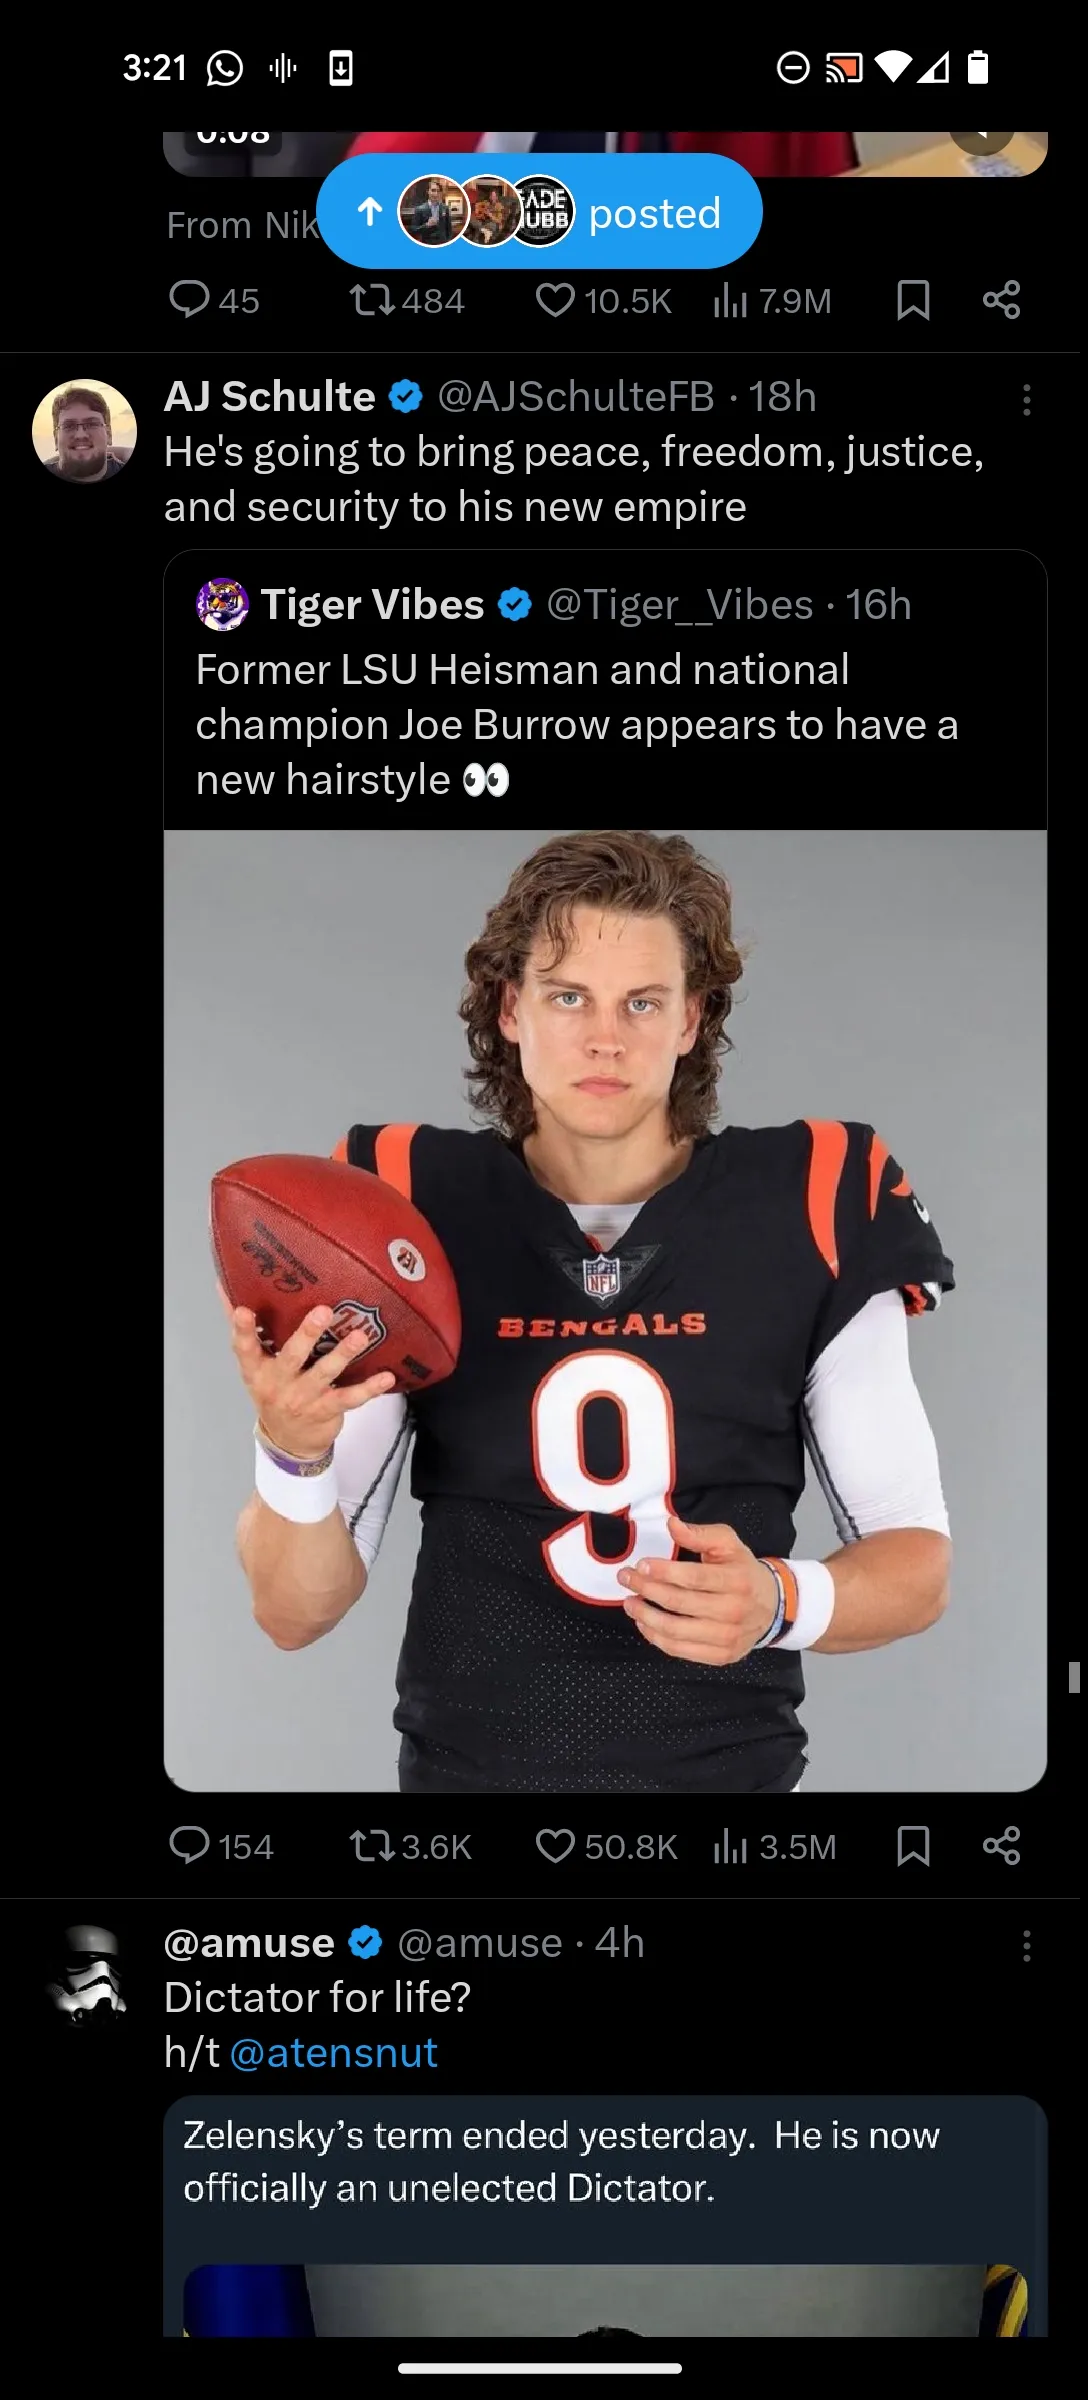 3:21
0:08
From Nik
posted
45 484 10.5K 7.9M
AJ Schulte @AJSchulteFB · 18h
He's going to bring peace, freedom, justice,
and security to his new empire
Tiger Vibes @Tiger__Vibes · 16h
Former LSU Heisman and national
champion Joe Burrow appears to have a
new hairstyle 👀
NFL
BENGALS
9
154 3.6K 50.8K 3.5M
@amuse @amuse · 4h
Dictator for life?
h/t @atensnut
Zelensky’s term ended yesterday. He is now
officially an unelected Dictator.